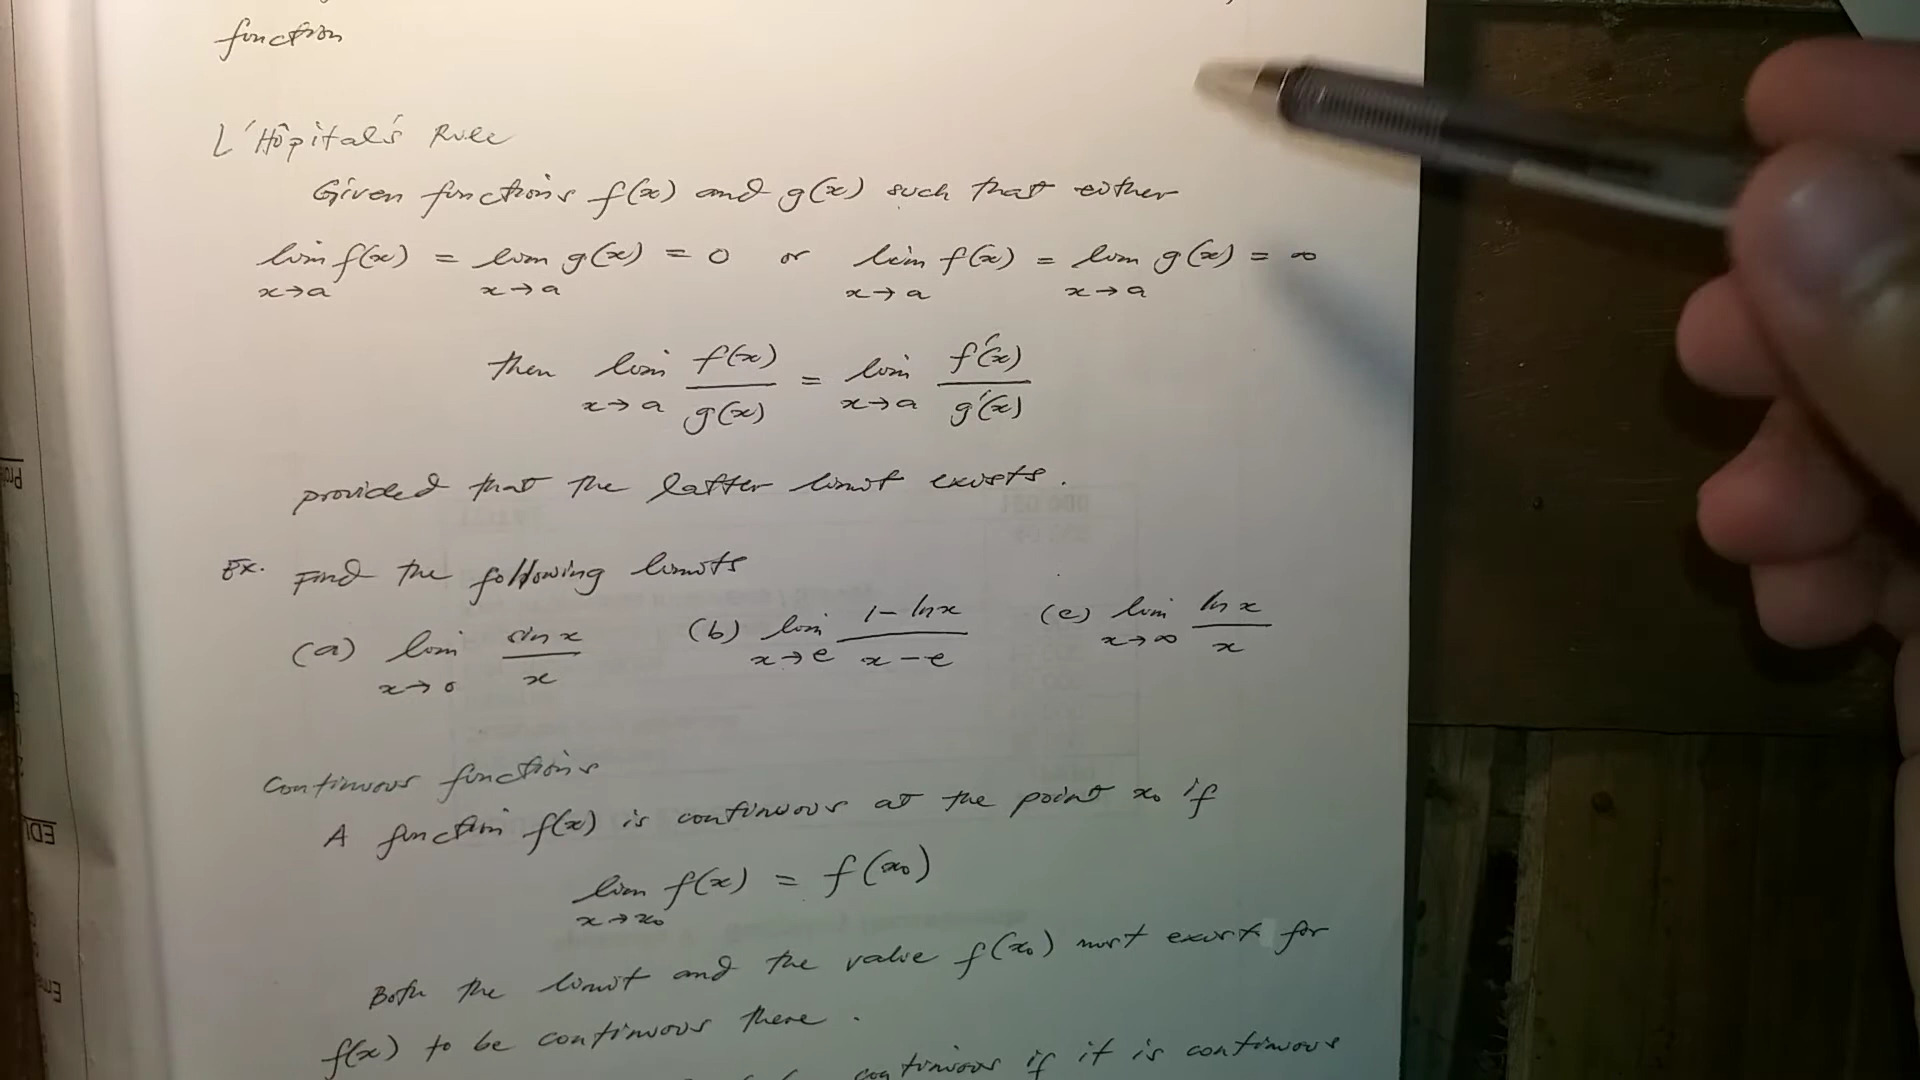 function
L'Hôpital's Rule
Given functions f(x) and g(x) such that either
lim x→a f(x) = lim x→a g(x) = 0 or lim x→a f(x) = lim x→a g(x) = ∞
then lim x→a f(x)/g(x) = lim x→a f'(x)/g'(x)
provided that the latter limit exists.
Ex. Find the following limits
(a) lim x→0 sin x / x (b) lim x→e 1 - ln x / x - e (c) lim x→∞ ln x / x
Continuous functions
A function f(x) is continuous at the point x₀ if
lim x→x₀ f(x) = f(x₀)
Both the limit and the value f(x₀) must exist for
f(x) to be continuous there.
continuous if it is continuous